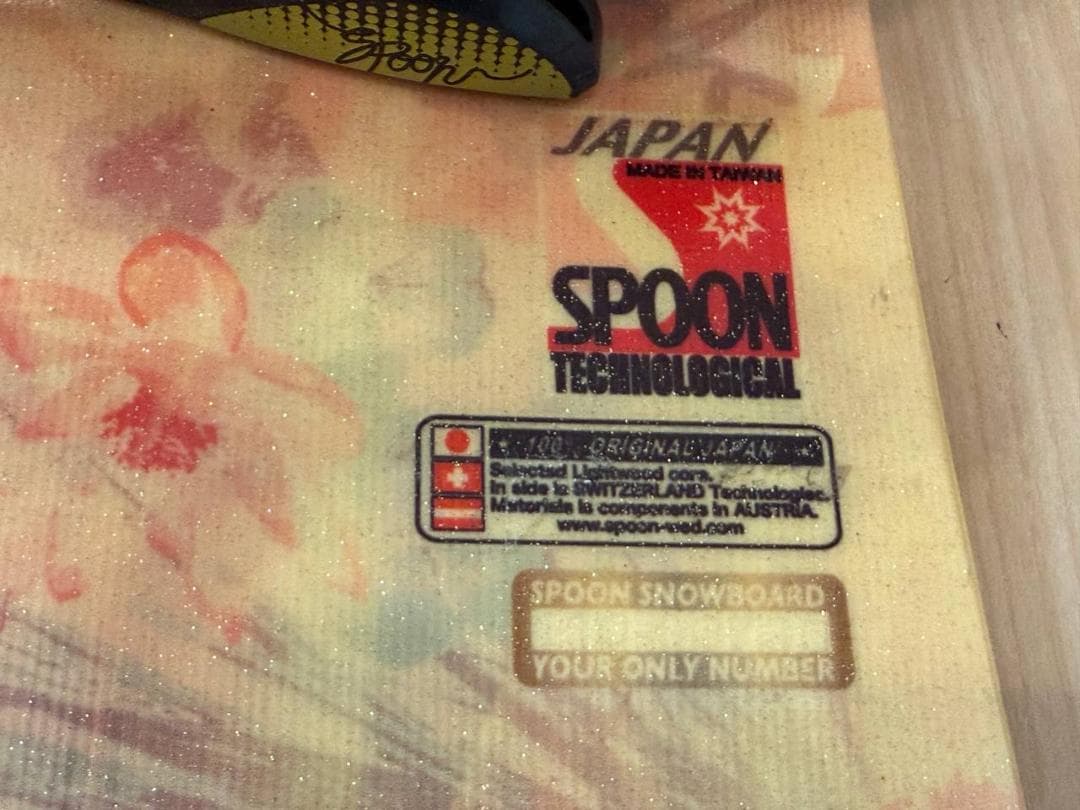 Spoon
JAPAN
MADE IN TAIWAN
SPOON
TECHNOLOGICAL
100 ORIGINAL JAPAN
Selected Lightwood core.
In side is SWITZERLAND Technologies.
Materials is components in AUSTRIA.
www.spoon-wed.com
SPOON SNOWBOARD
YOUR ONLY NUMBER